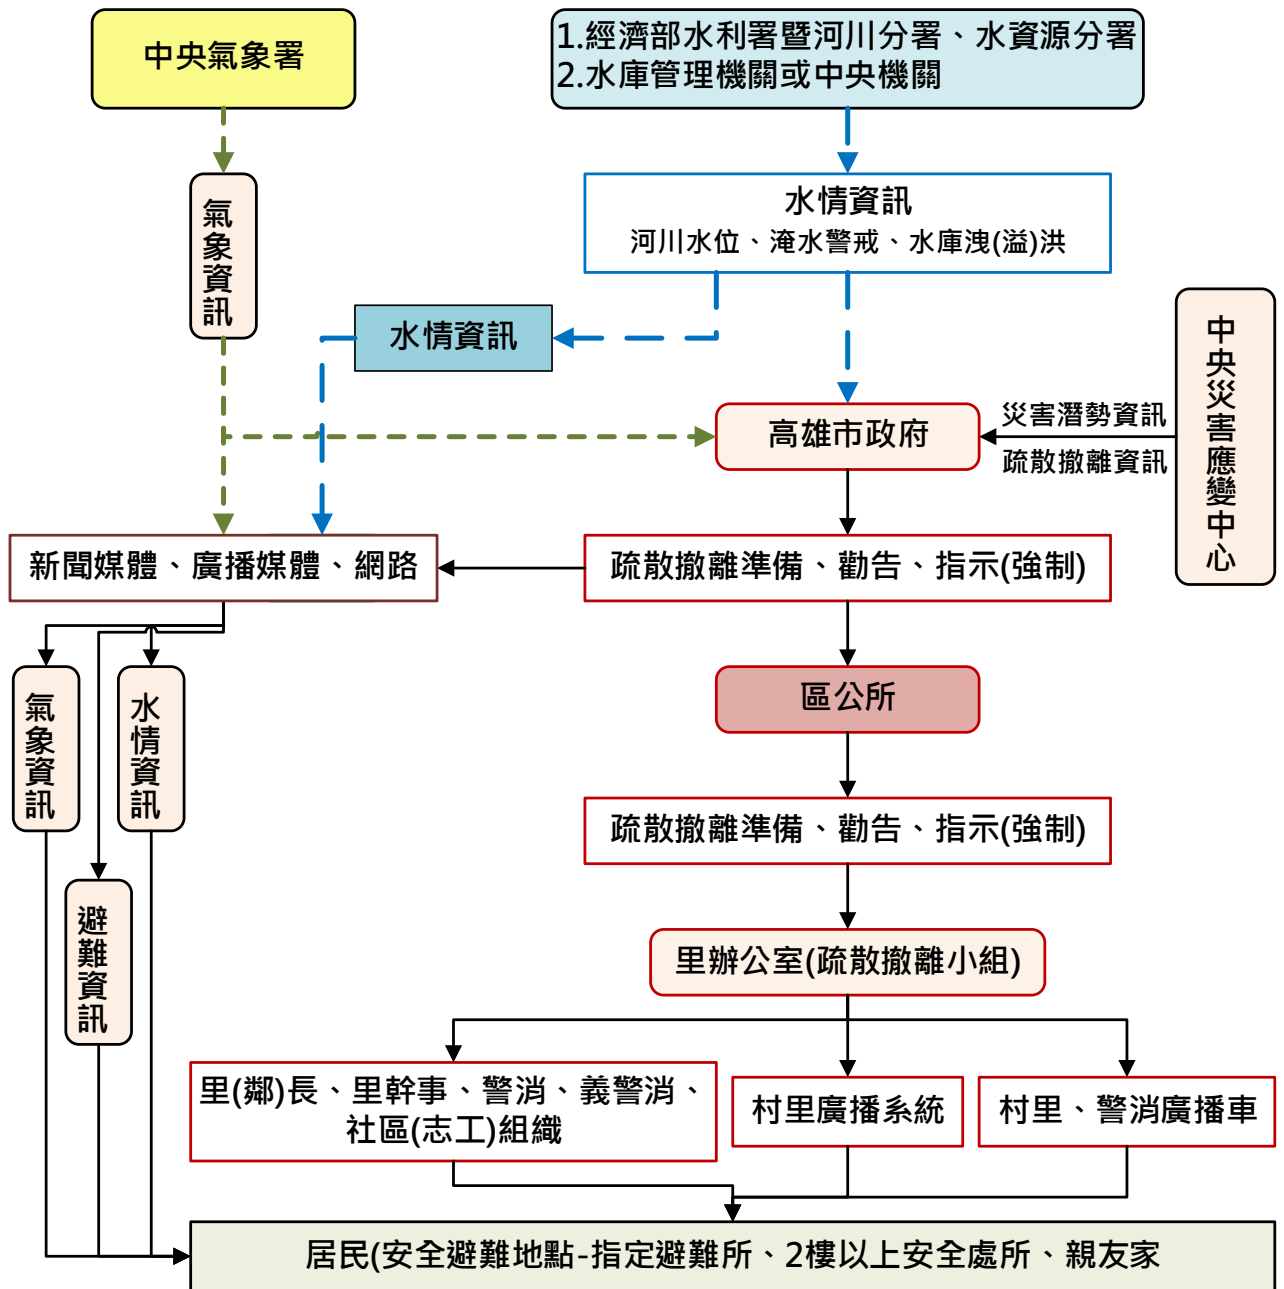 中央氣象署
1.經濟部水利署暨河川分署、水資源分署
2.水庫管理機關或中央機關
氣象資訊
水情資訊
河川水位、淹水警戒、水庫洩(溢)洪
水情資訊
中央災害應變中心
高雄市政府
災害潛勢資訊
疏散撤離資訊
新聞媒體、廣播媒體、網路
疏散撤離準備、勸告、指示(強制)
氣象資訊
水情資訊
區公所
疏散撤離準備、勸告、指示(強制)
避難資訊
里辦公室(疏散撤離小組)
里(鄰)長、里幹事、警消、義警消、
社區(志工)組織
村里廣播系統
村里、警消廣播車
居民(安全避難地點-指定避難所、2樓以上安全處所、親友家